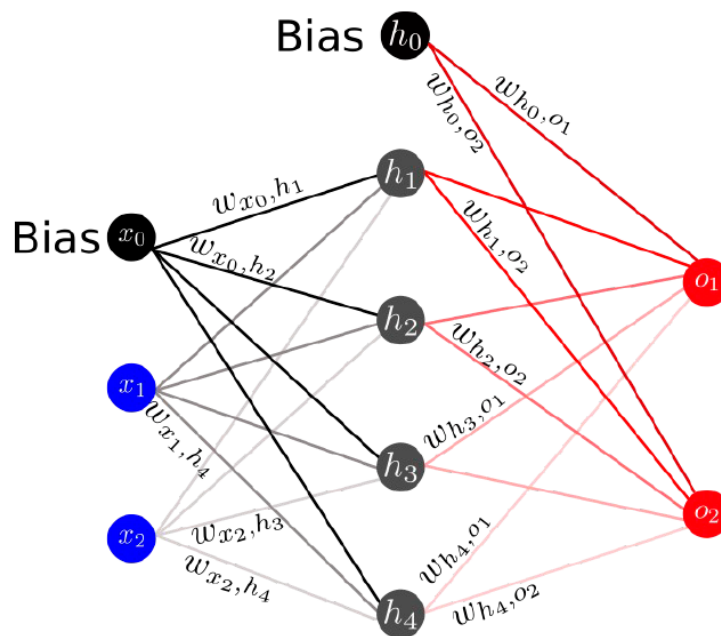 Bias h₀
w_{h₀,o₁}
w_{h₀,o₂}
h₁
w_{x₀,h₁}
w_{h₁,o₂}
Bias x₀
w_{x₀,h₂}
o₁
h₂
w_{h₂,o₂}
x₁
w_{x₁,h₄}
w_{h₃,o₁}
h₃
o₂
x₂
w_{x₂,h₃}
w_{h₄,o₁}
w_{x₂,h₄}
h₄
w_{h₄,o₂}